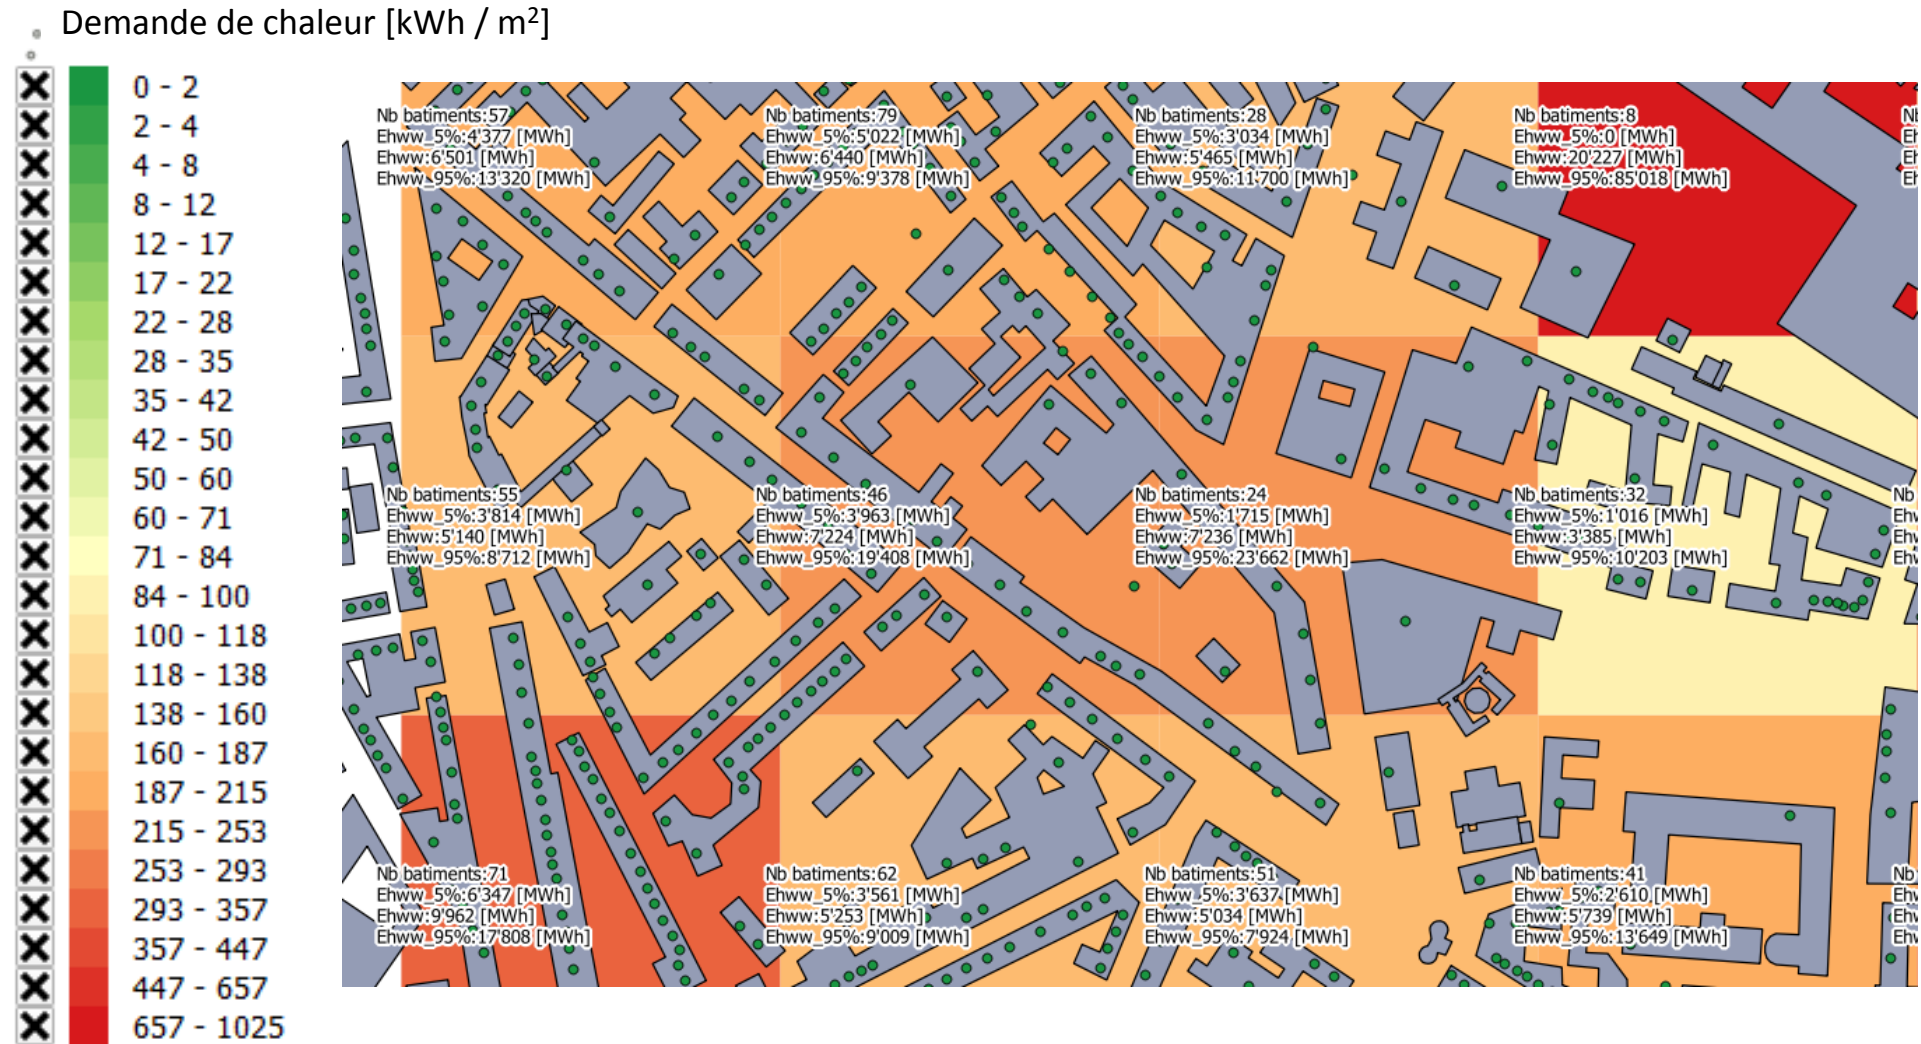 Demande de chaleur [kWh / m²]
0 - 2
2 - 4
4 - 8
8 - 12
12 - 17
17 - 22
22 - 28
28 - 35
35 - 42
42 - 50
50 - 60
60 - 71
71 - 84
84 - 100
100 - 118
118 - 138
138 - 160
160 - 187
187 - 215
215 - 253
253 - 293
293 - 357
357 - 447
447 - 657
657 - 1025
Nb batiments:57
Ehww_5%:4'377 [MWh]
Ehww:6'501 [MWh]
Ehww_95%:13'320 [MWh]
Nb batiments:79
Ehww_5%:5'022 [MWh]
Ehww:6'440 [MWh]
Ehww_95%:9'378 [MWh]
Nb batiments:28
Ehww_5%:3'034 [MWh]
Ehww:5'465 [MWh]
Ehww_95%:11'700 [MWh]
Nb batiments:8
Ehww_5%:0 [MWh]
Ehww:20'227 [MWh]
Ehww_95%:85'018 [MWh]
Nb batiments:55
Ehww_5%:3'814 [MWh]
Ehww:5'140 [MWh]
Ehww_95%:8'712 [MWh]
Nb batiments:46
Ehww_5%:3'963 [MWh]
Ehww:7'224 [MWh]
Ehww_95%:19'408 [MWh]
Nb batiments:24
Ehww_5%:1'715 [MWh]
Ehww:7'236 [MWh]
Ehww_95%:23'662 [MWh]
Nb batiments:32
Ehww_5%:1'016 [MWh]
Ehww:3'385 [MWh]
Ehww_95%:10'203 [MWh]
Nb
Nb batiments:71
Ehww_5%:6'347 [MWh]
Ehww:9'962 [MWh]
Ehww_95%:17'808 [MWh]
Nb batiments:62
Ehww_5%:3'561 [MWh]
Ehww:5'253 [MWh]
Ehww_95%:9'009 [MWh]
Nb batiments:51
Ehww_5%:3'637 [MWh]
Ehww:5'034 [MWh]
Ehww_95%:7'924 [MWh]
Nb batiments:41
Ehww_5%:2'610 [MWh]
Ehww:5'739 [MWh]
Ehww_95%:13'649 [MWh]
Nb